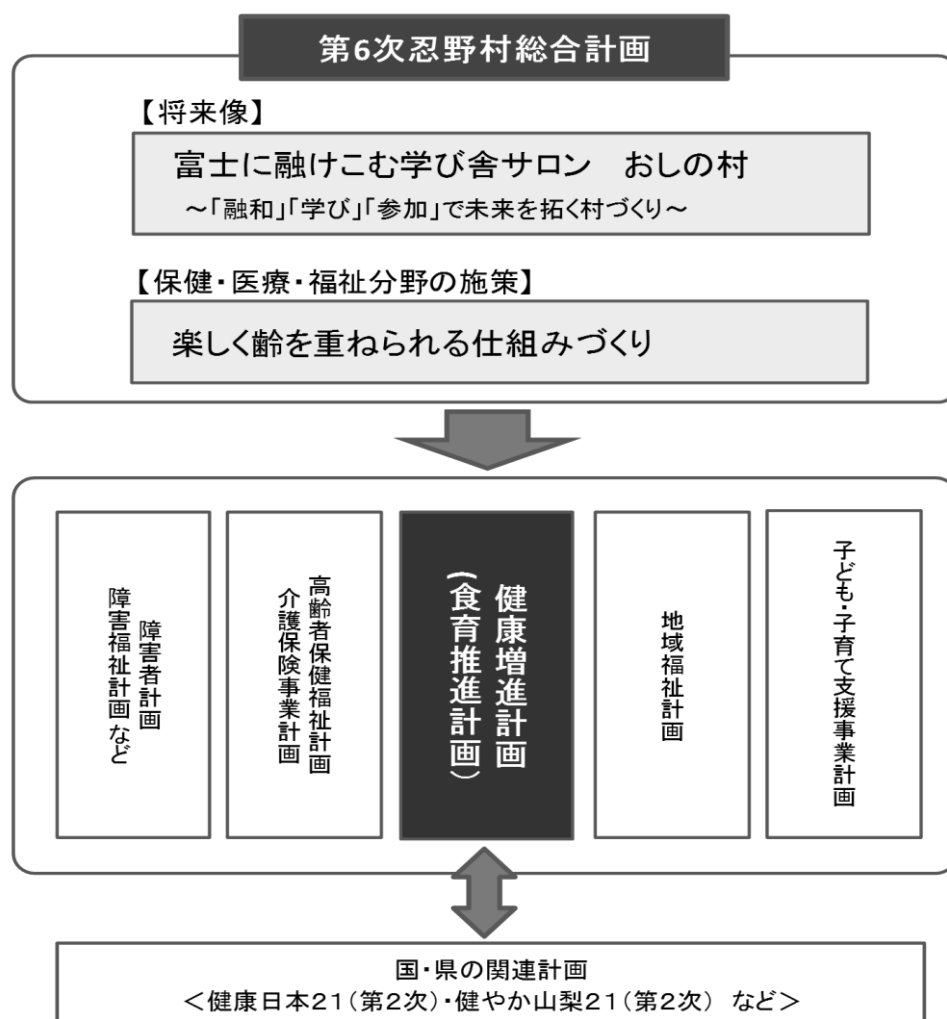 第6次忍野村総合計画
【将来像】
富士に融けこむ学び舎サロン　おしの村
～「融和」「学び」「参加」で未来を拓く村づくり～
【保健・医療・福祉分野の施策】
楽しく齢を重ねられる仕組みづくり
障害者計画
障害福祉計画など
高齢者保健福祉計画
介護保険事業計画
健康増進計画
（食育推進計画）
地域福祉計画
子ども・子育て支援事業計画
国・県の関連計画
＜健康日本２１（第２次）・健やか山梨２１（第２次）　など＞